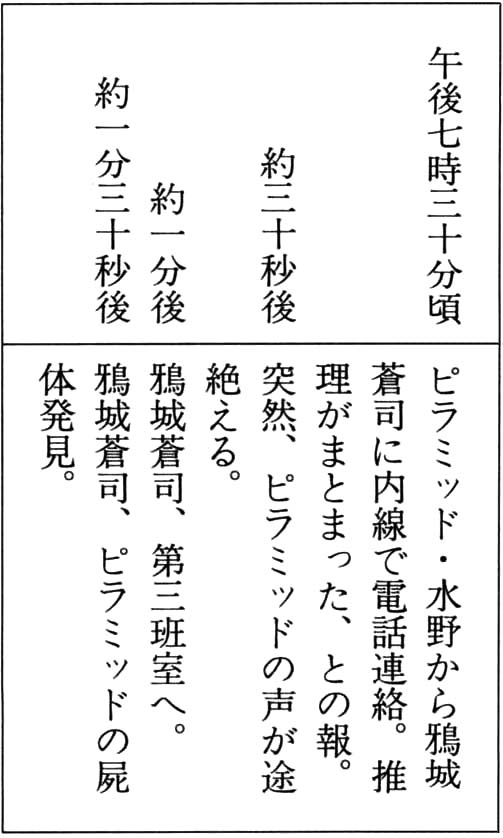 午後七時三十分頃
ピラミッド・水野から鴉城
蒼司に内線で電話連絡。推
理がまとまった、との報。
約三十秒後
突然、ピラミッドの声が途
絶える。
約一分後
鴉城蒼司、第三班室へ。
約一分三十秒後
鴉城蒼司、ピラミッドの屍
体発見。